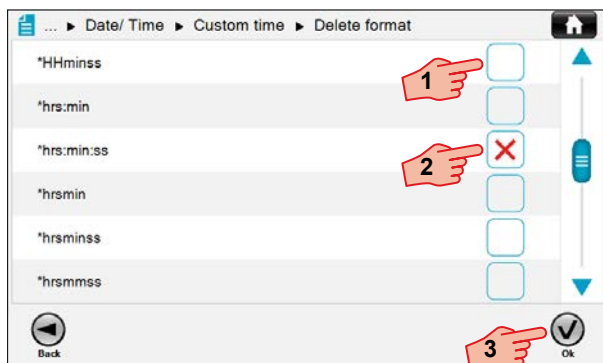 ... ▶ Date/ Time ▶ Custom time ▶ Delete format
*HHminss
1
*hrs:min
*hrs:min:ss
2
*hrsmin
*hrsminss
*hrsmmss
Back
3
Ok